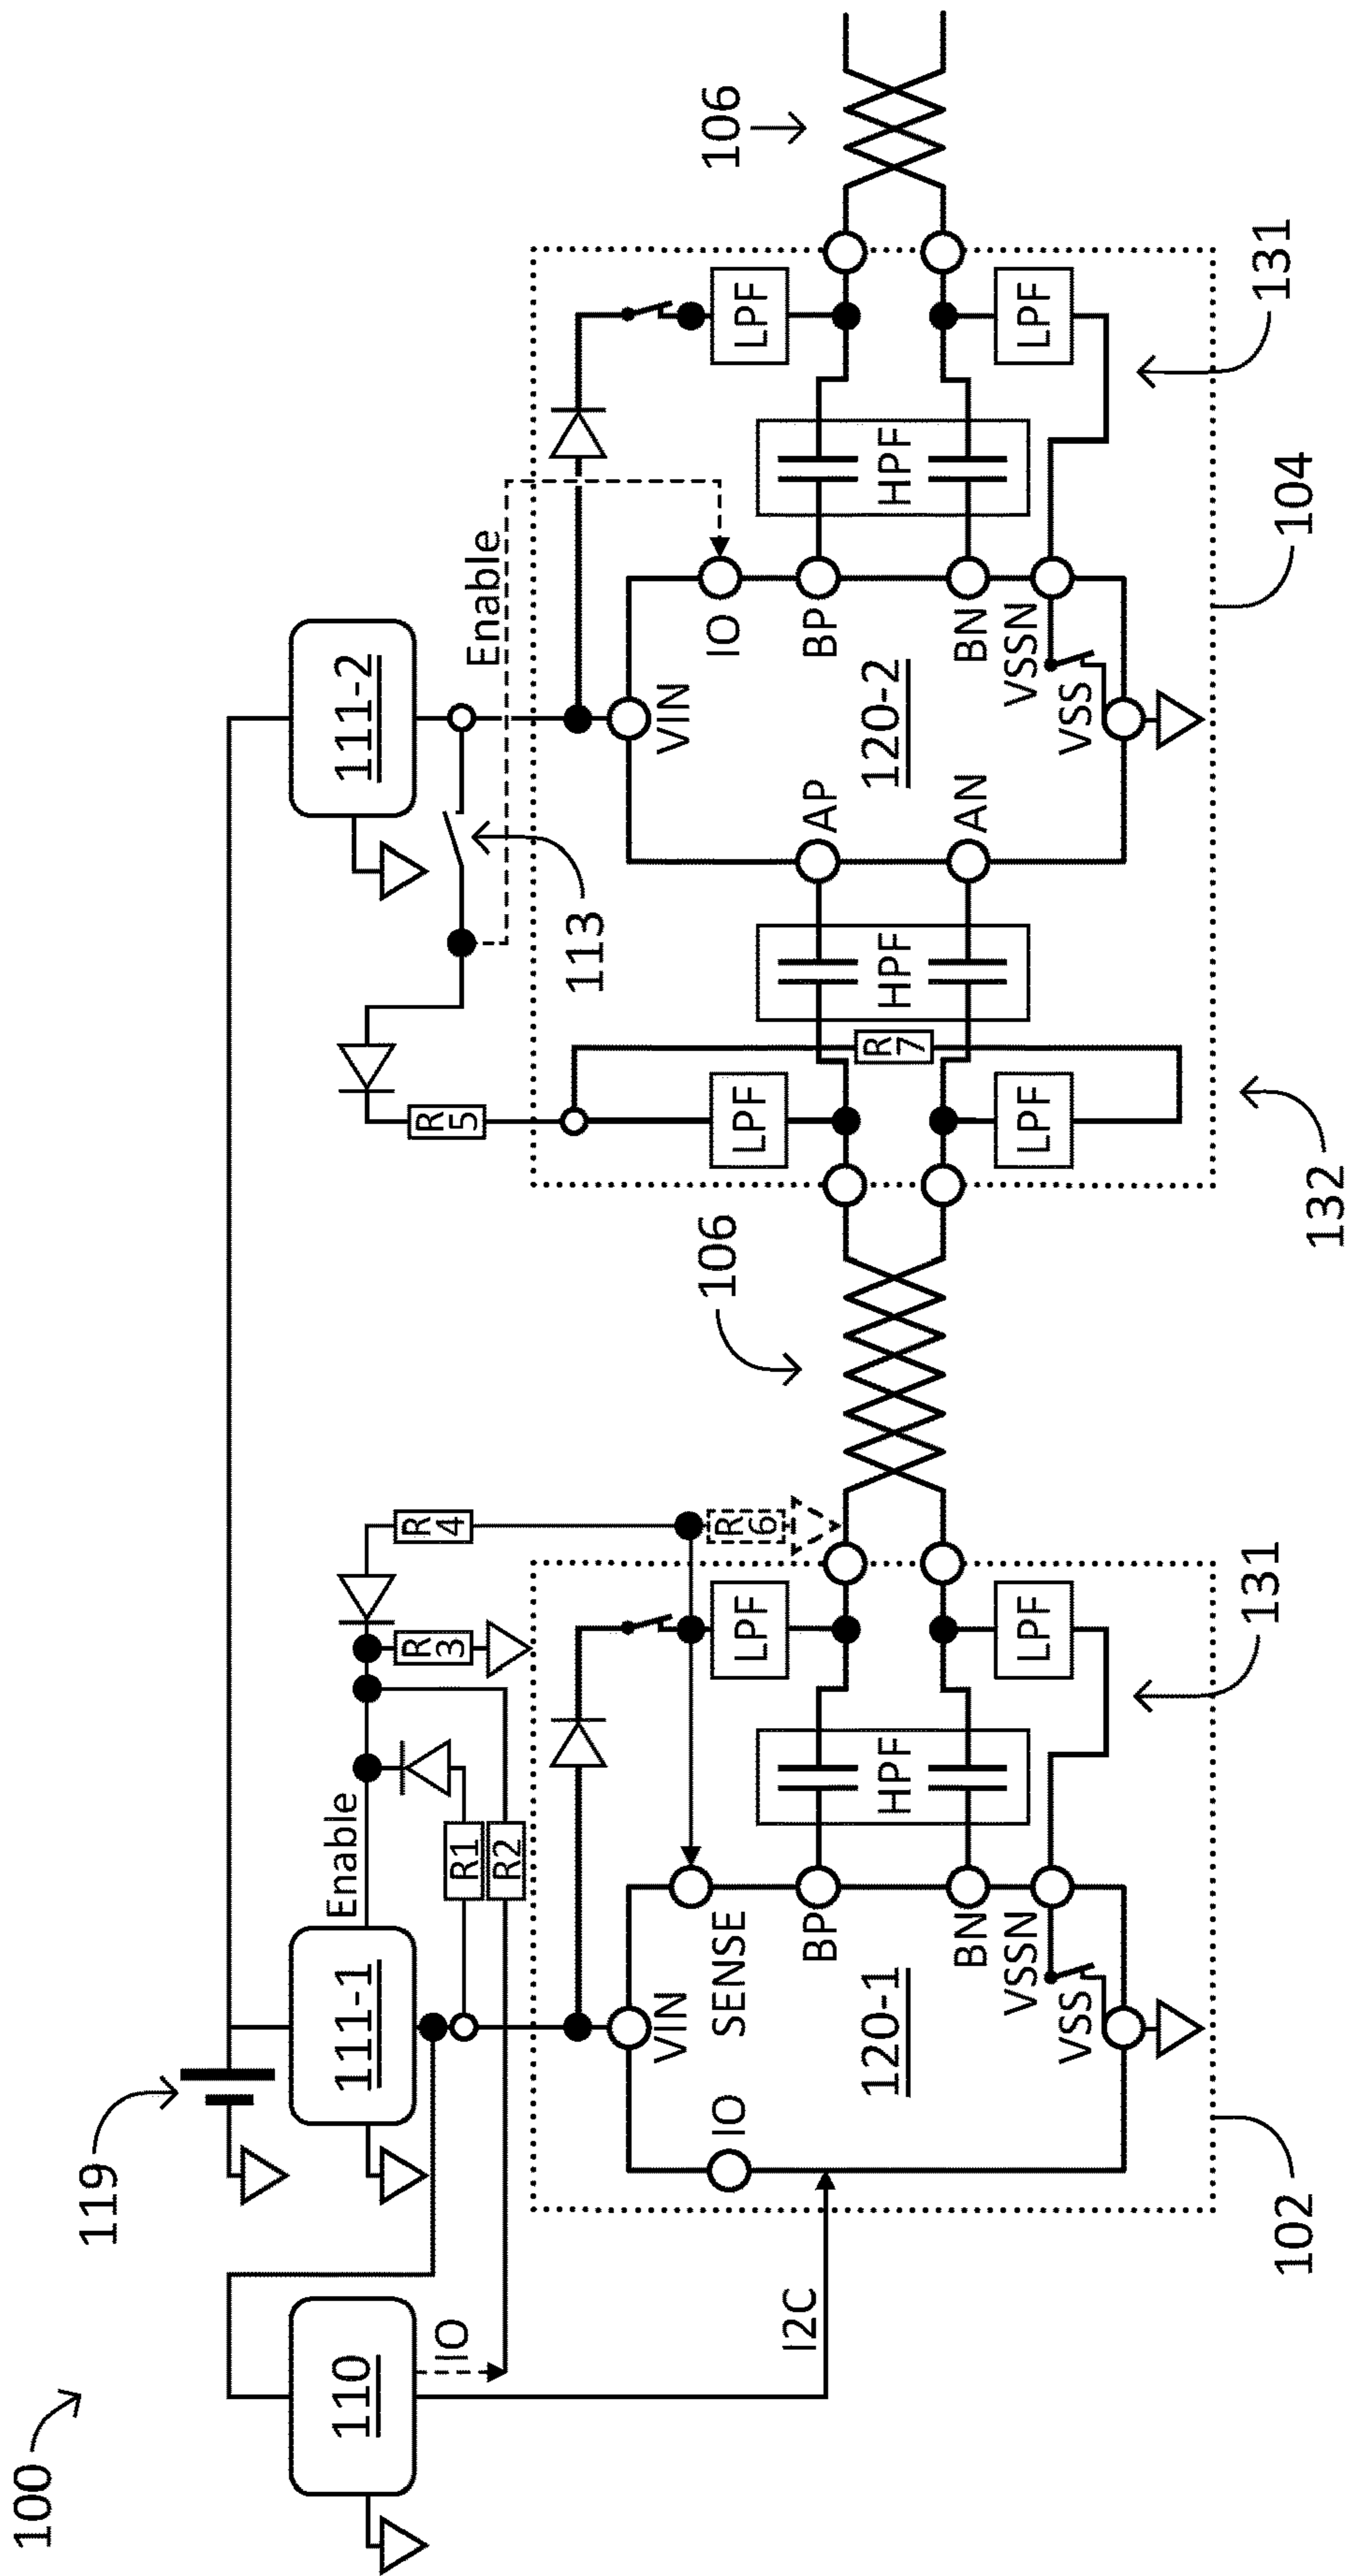 100
119
110
IO
I2C
111-1
Enable
R1
R2
R3
R4
R6
VIN
IO
SENSE
120-1
BP
BN
VSSN
VSS
HPF
LPF
LPF
131
102
106
111-2
113
Enable
R5
R7
LPF
LPF
HPF
132
VIN
AP
AN
120-2
IO
BP
BN
VSSN
VSS
HPF
LPF
LPF
131
104
106